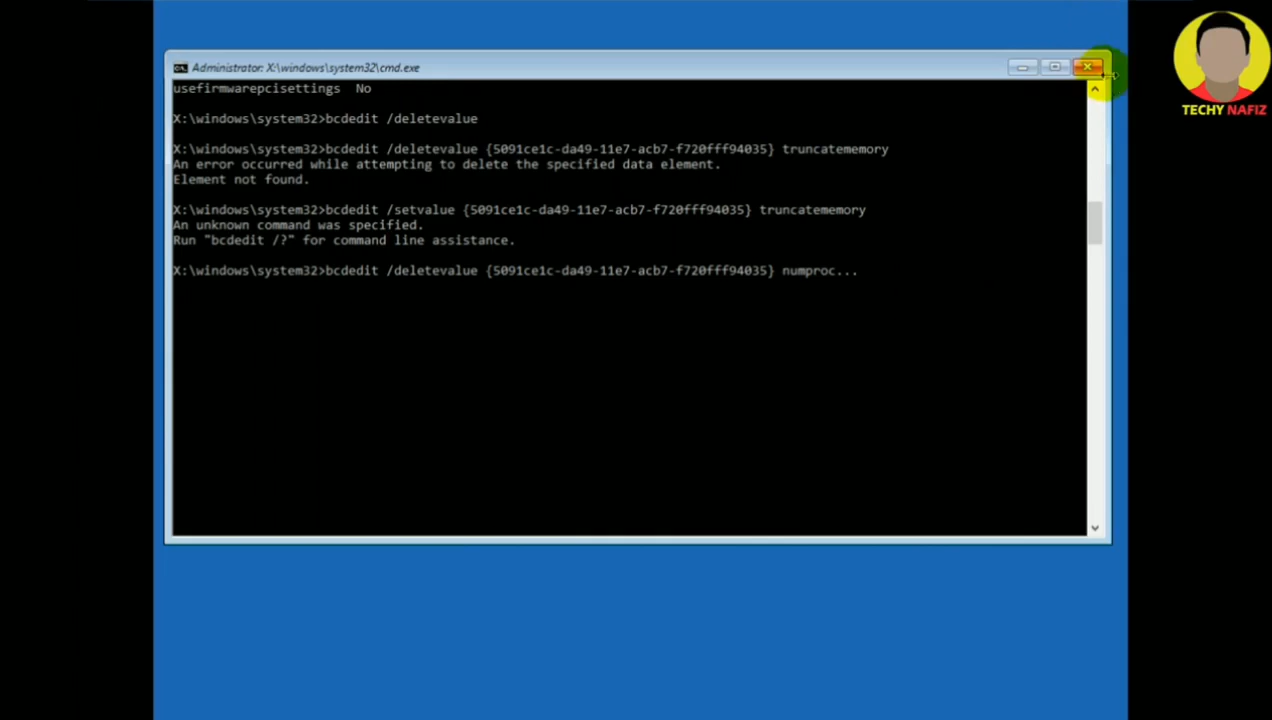 Administrator: X:\windows\system32\cmd.exe
TECHY NAFIZ
usefirmwarepcisettings  No
X:\windows\system32>bcdedit /deletevalue
X:\windows\system32>bcdedit /deletevalue {5091ce1c-da49-11e7-acb7-f720fff94035} truncatememory
An error occurred while attempting to delete the specified data element.
Element not found.
X:\windows\system32>bcdedit /setvalue {5091ce1c-da49-11e7-acb7-f720fff94035} truncatememory
An unknown command was specified.
Run "bcdedit /?" for command line assistance.
X:\windows\system32>bcdedit /deletevalue {5091ce1c-da49-11e7-acb7-f720fff94035} numproc...